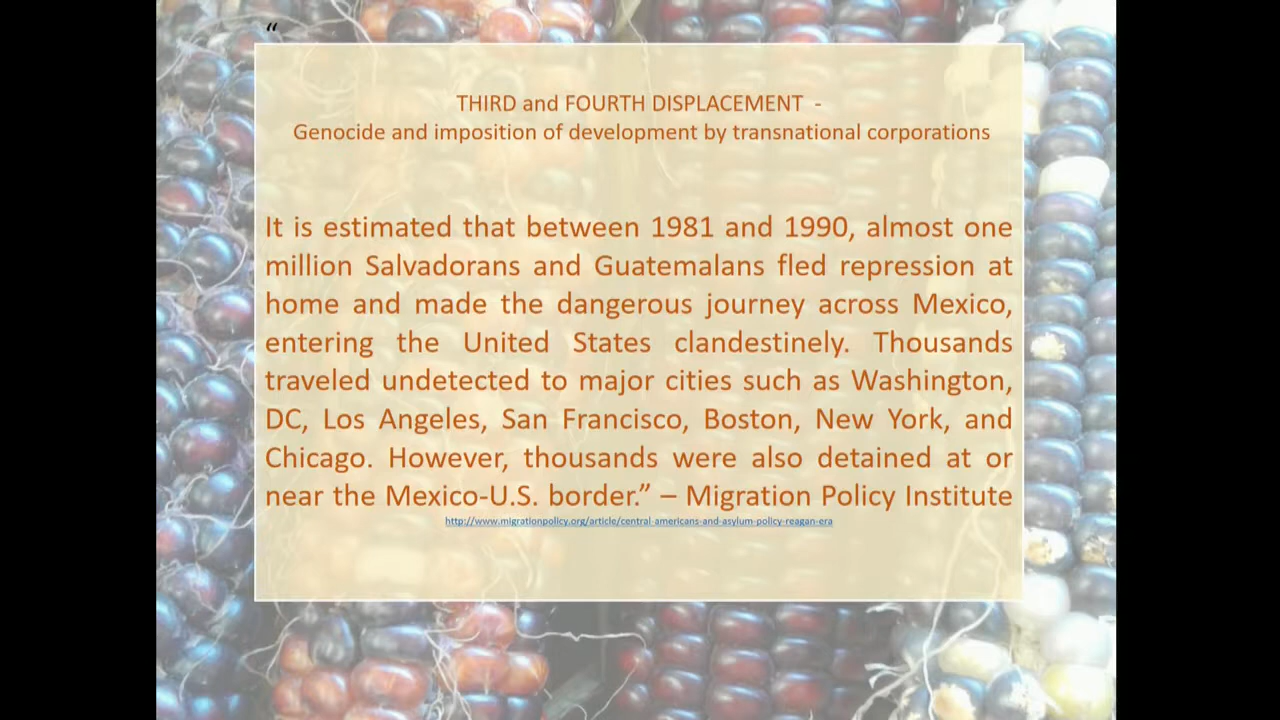 “
THIRD and FOURTH DISPLACEMENT -
Genocide and imposition of development by transnational corporations
It is estimated that between 1981 and 1990, almost one
million Salvadorans and Guatemalans fled repression at
home and made the dangerous journey across Mexico,
entering the United States clandestinely. Thousands
traveled undetected to major cities such as Washington,
DC, Los Angeles, San Francisco, Boston, New York, and
Chicago. However, thousands were also detained at or
near the Mexico-U.S. border.” – Migration Policy Institute
http://www.migrationpolicy.org/article/central-americans-and-asylum-policy-reagan-era